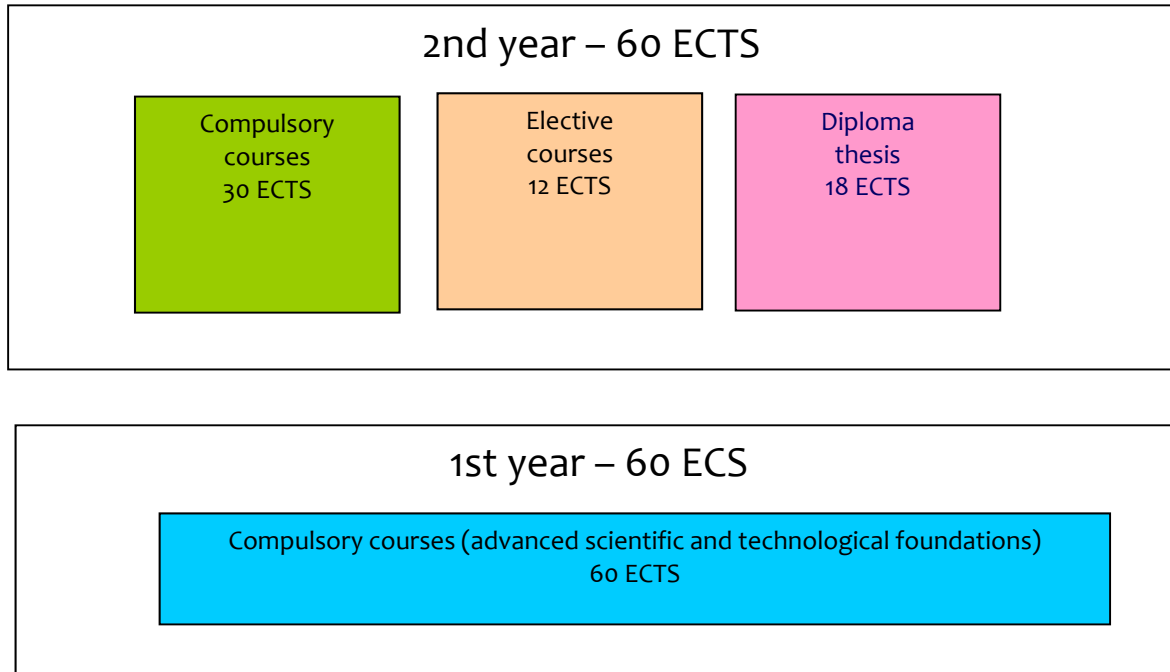 2nd year – 60 ECTS
Compulsory
courses
30 ECTS
Elective
courses
12 ECTS
Diploma
thesis
18 ECTS
1st year – 60 ECS
Compulsory courses (advanced scientific and technological foundations)
60 ECTS